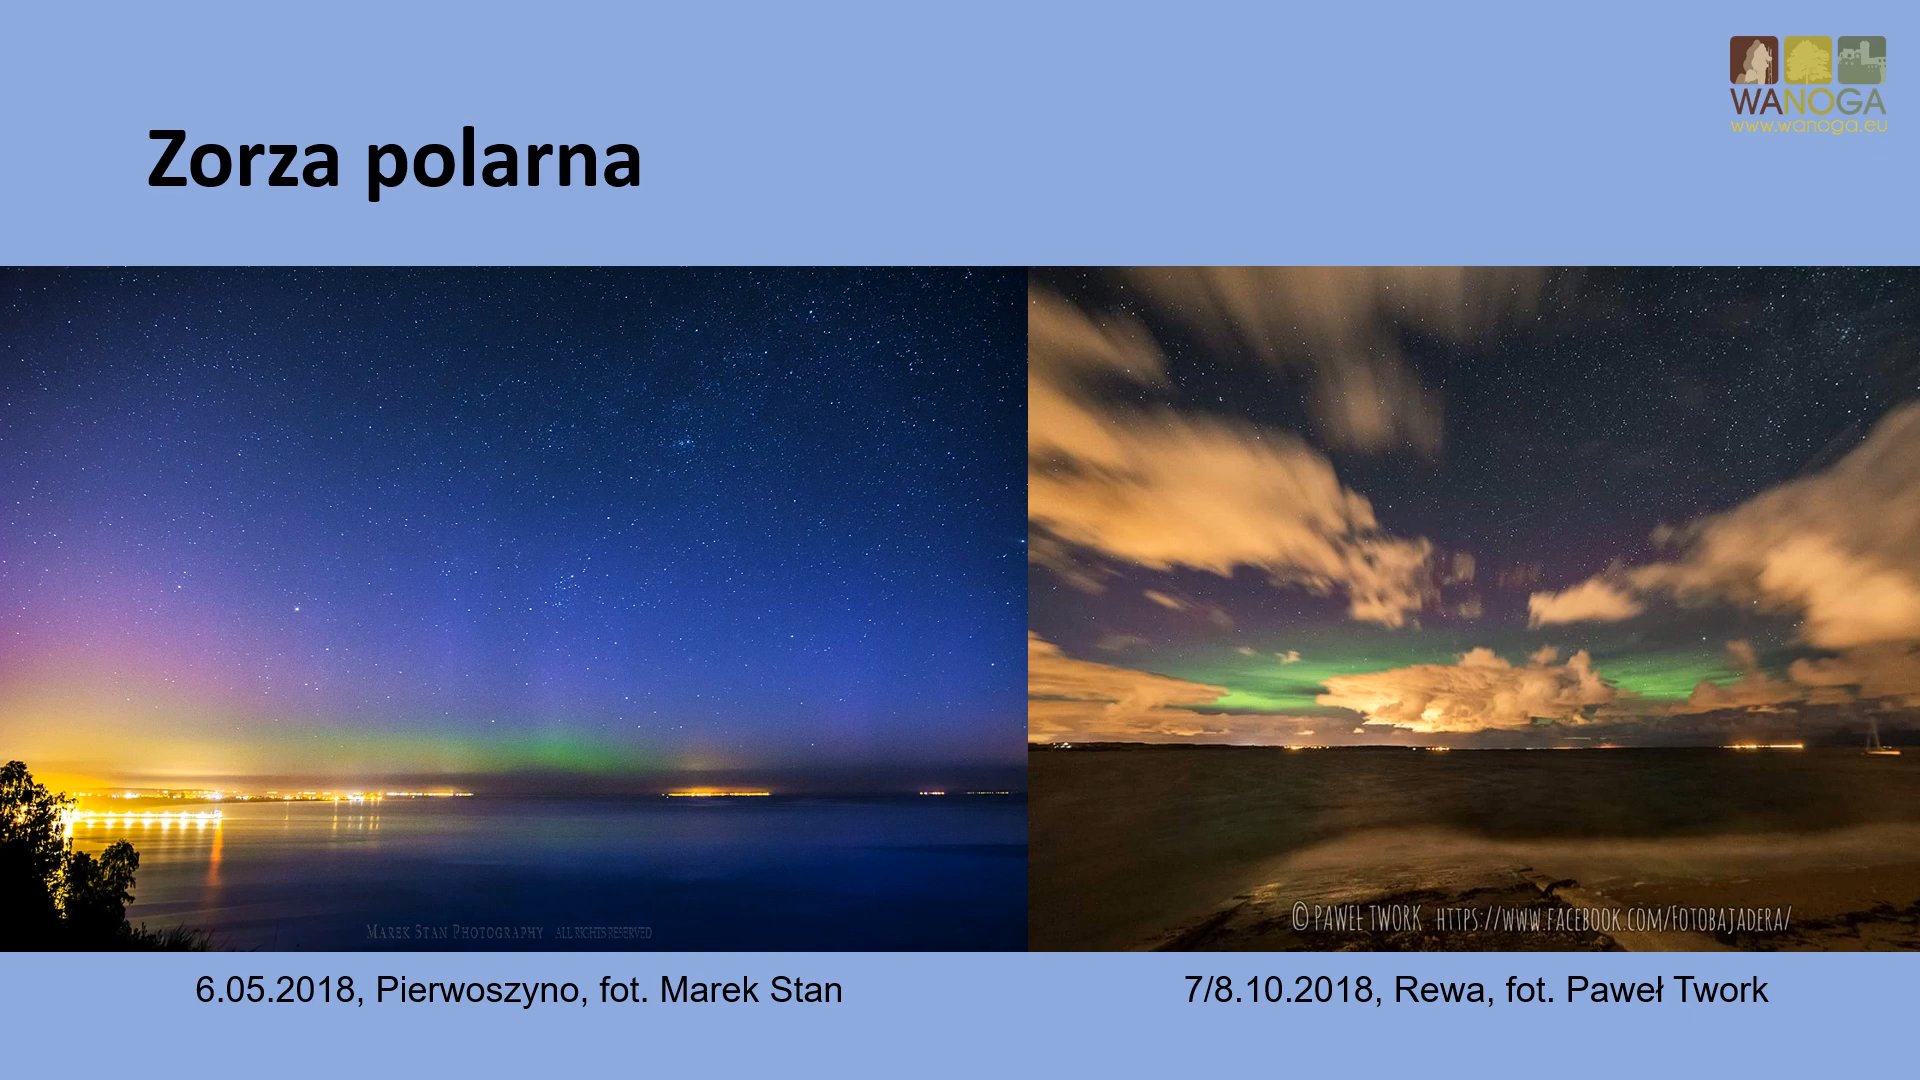 WANOGA
www.wanoga.eu
Zorza polarna
MAREK STAN PHOTOGRAPHY ALL RIGHTS RESERVED
© PAWEŁ TWORK HTTPS://WWW.FACEBOOK.COM/FOTOBAJADERA/
6.05.2018, Pierwoszyno, fot. Marek Stan
7/8.10.2018, Rewa, fot. Paweł Twork